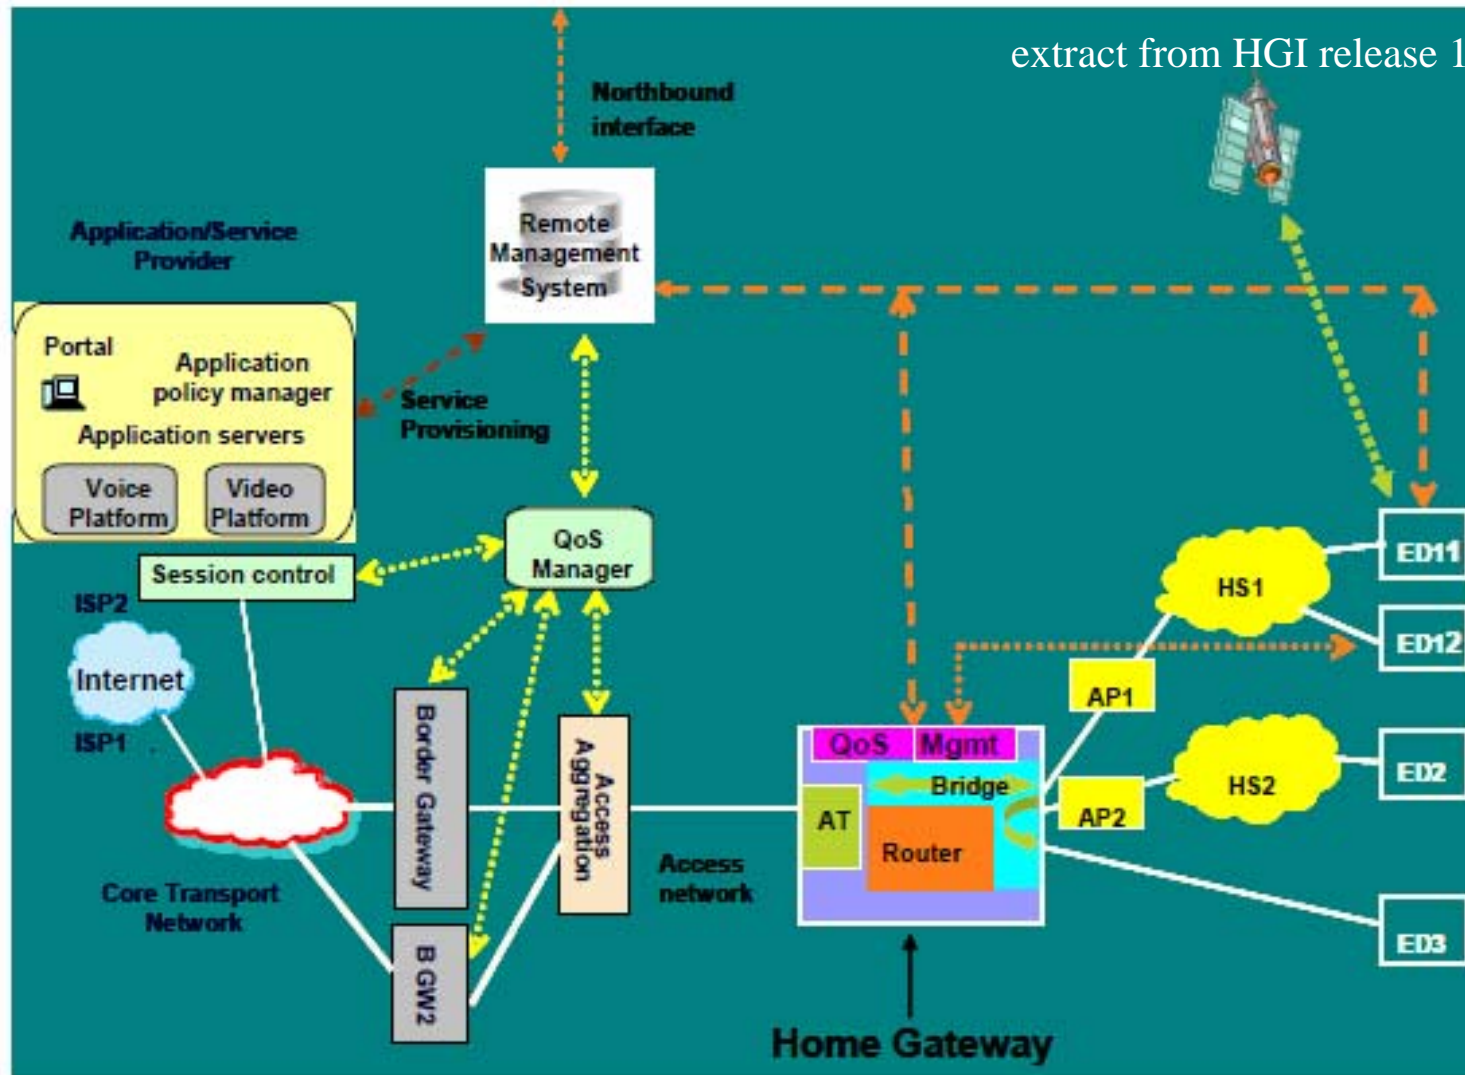 extract from HGI release 1
Northbound
interface
Remote
Management
System
Application/Service
Provider
Portal
Application
policy manager
Application servers
Voice
Platform
Video
Platform
Service
Provisioning
QoS
Manager
Session control
ISP2
Internet
ISP1
Border Gateway
Access
Aggregation
B GW2
Core Transport
Network
Access
network
QoS
Mgmt
Bridge
AT
Router
Home Gateway
AP1
AP2
HS1
HS2
ED11
ED12
ED2
ED3